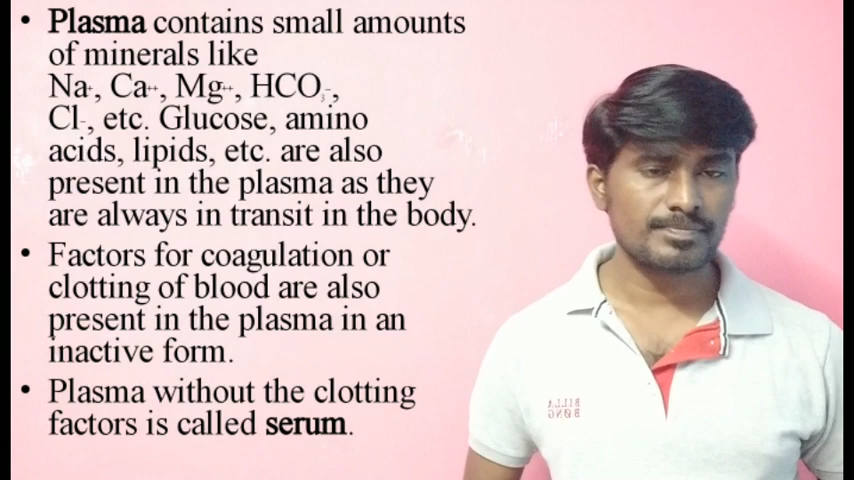 • Plasma contains small amounts
of minerals like
Na⁺, Ca⁺⁺, Mg⁺⁺, HCO₃⁻,
Cl⁻, etc. Glucose, amino
acids, lipids, etc. are also
present in the plasma as they
are always in transit in the body.
• Factors for coagulation or
clotting of blood are also
present in the plasma in an
inactive form.
• Plasma without the clotting
factors is called serum.
BILLA
BONG